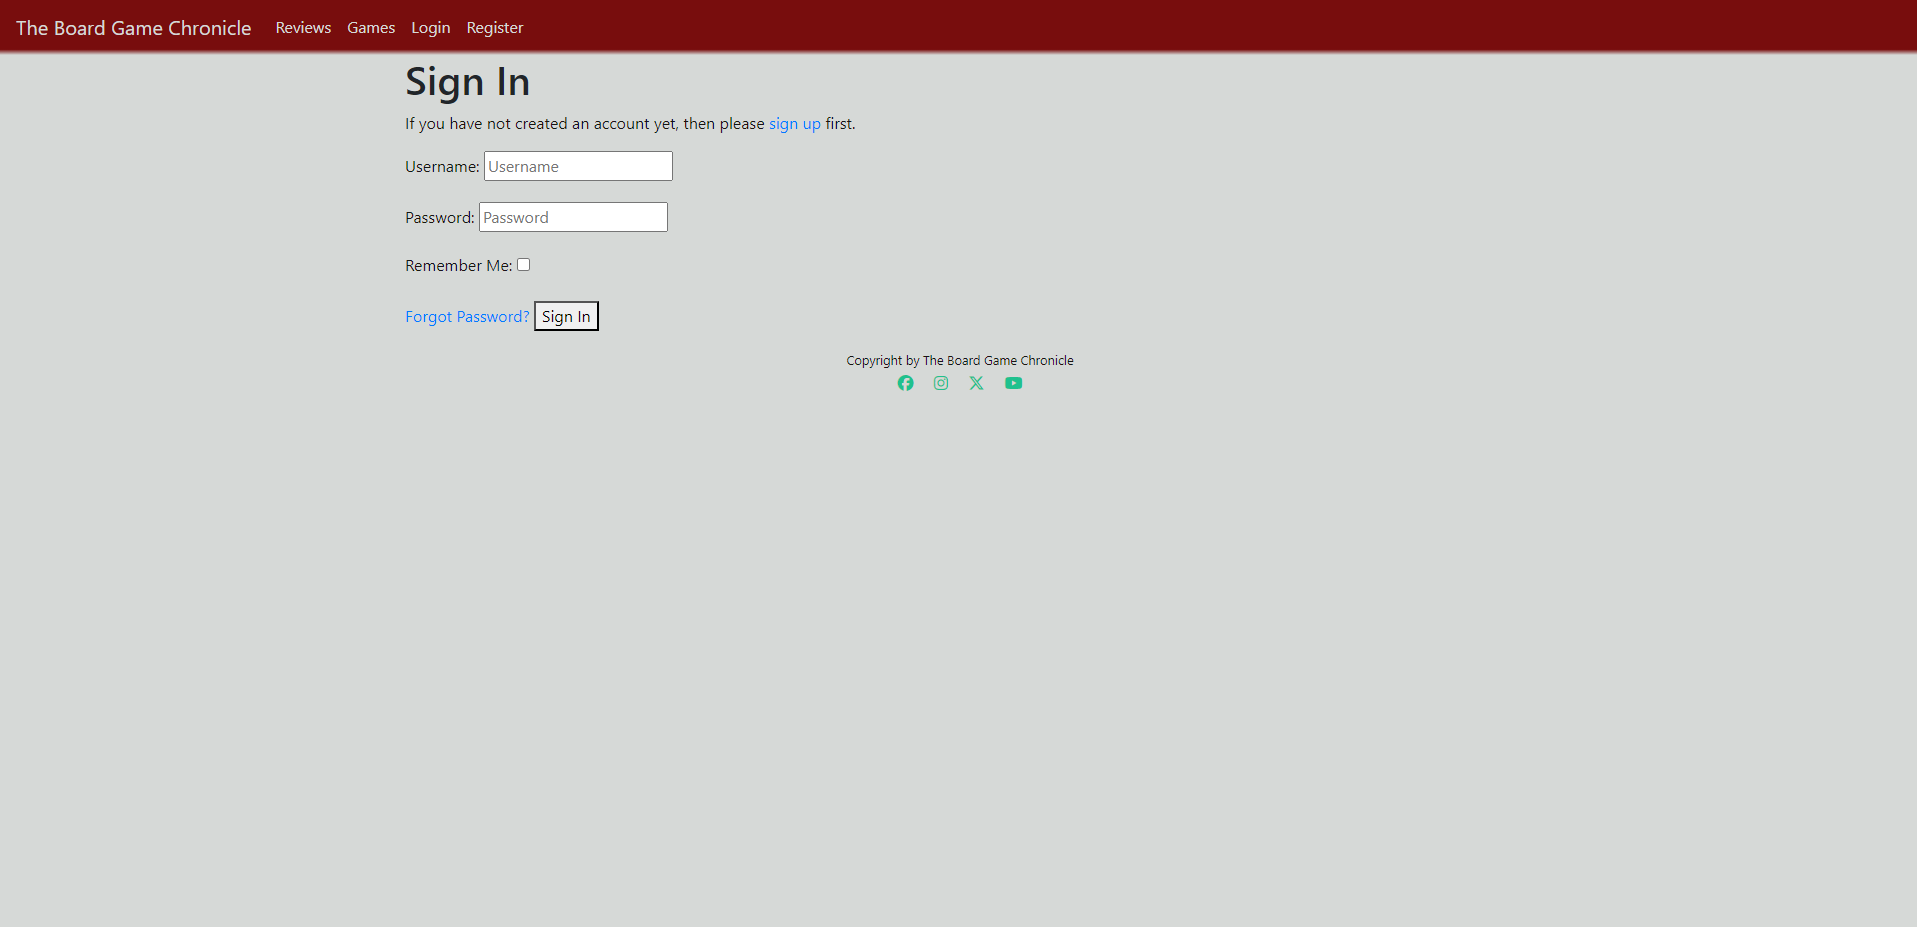 The Board Game Chronicle Reviews Games Login Register
Sign In
If you have not created an account yet, then please sign up first.
Username: Username
Password: Password
Remember Me:
Forgot Password? Sign In
Copyright by The Board Game Chronicle